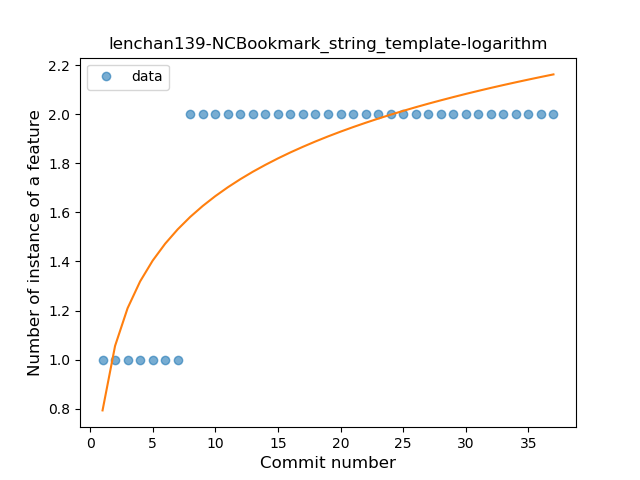 lenchan139-NCBookmark_string_template-logarithm
data
Number of instance of a feature
2.2
2.0
1.8
1.6
1.4
1.2
1.0
0.8
0 5 10 15 20 25 30 35
Commit number